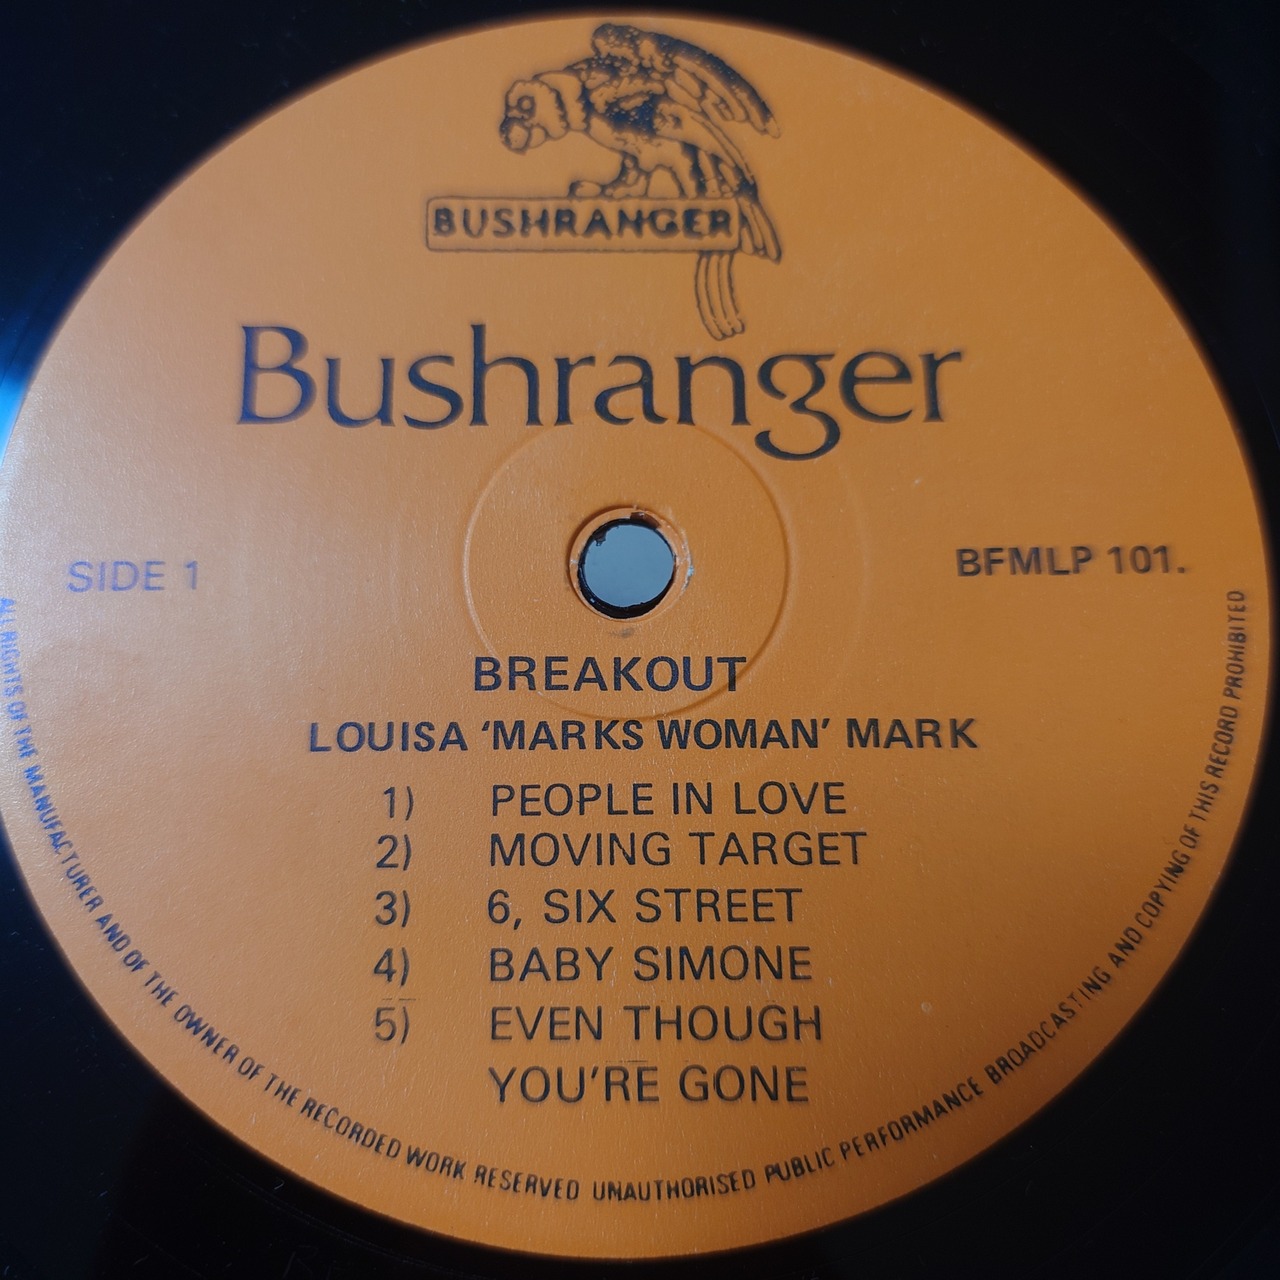 BUSHRANGER
Bushranger
SIDE 1
BFMLP 101.
BREAKOUT
LOUISA ‘MARKS WOMAN’ MARK
1) PEOPLE IN LOVE
2) MOVING TARGET
3) 6, SIX STREET
4) BABY SIMONE
5) EVEN THOUGH
YOU’RE GONE
ALL RIGHTS OF THE MANUFACTURER AND OF THE OWNER OF THE RECORDED WORK RESERVED UNAUTHORISED PUBLIC PERFORMANCE BROADCASTING AND COPYING OF THIS RECORD PROHIBITED